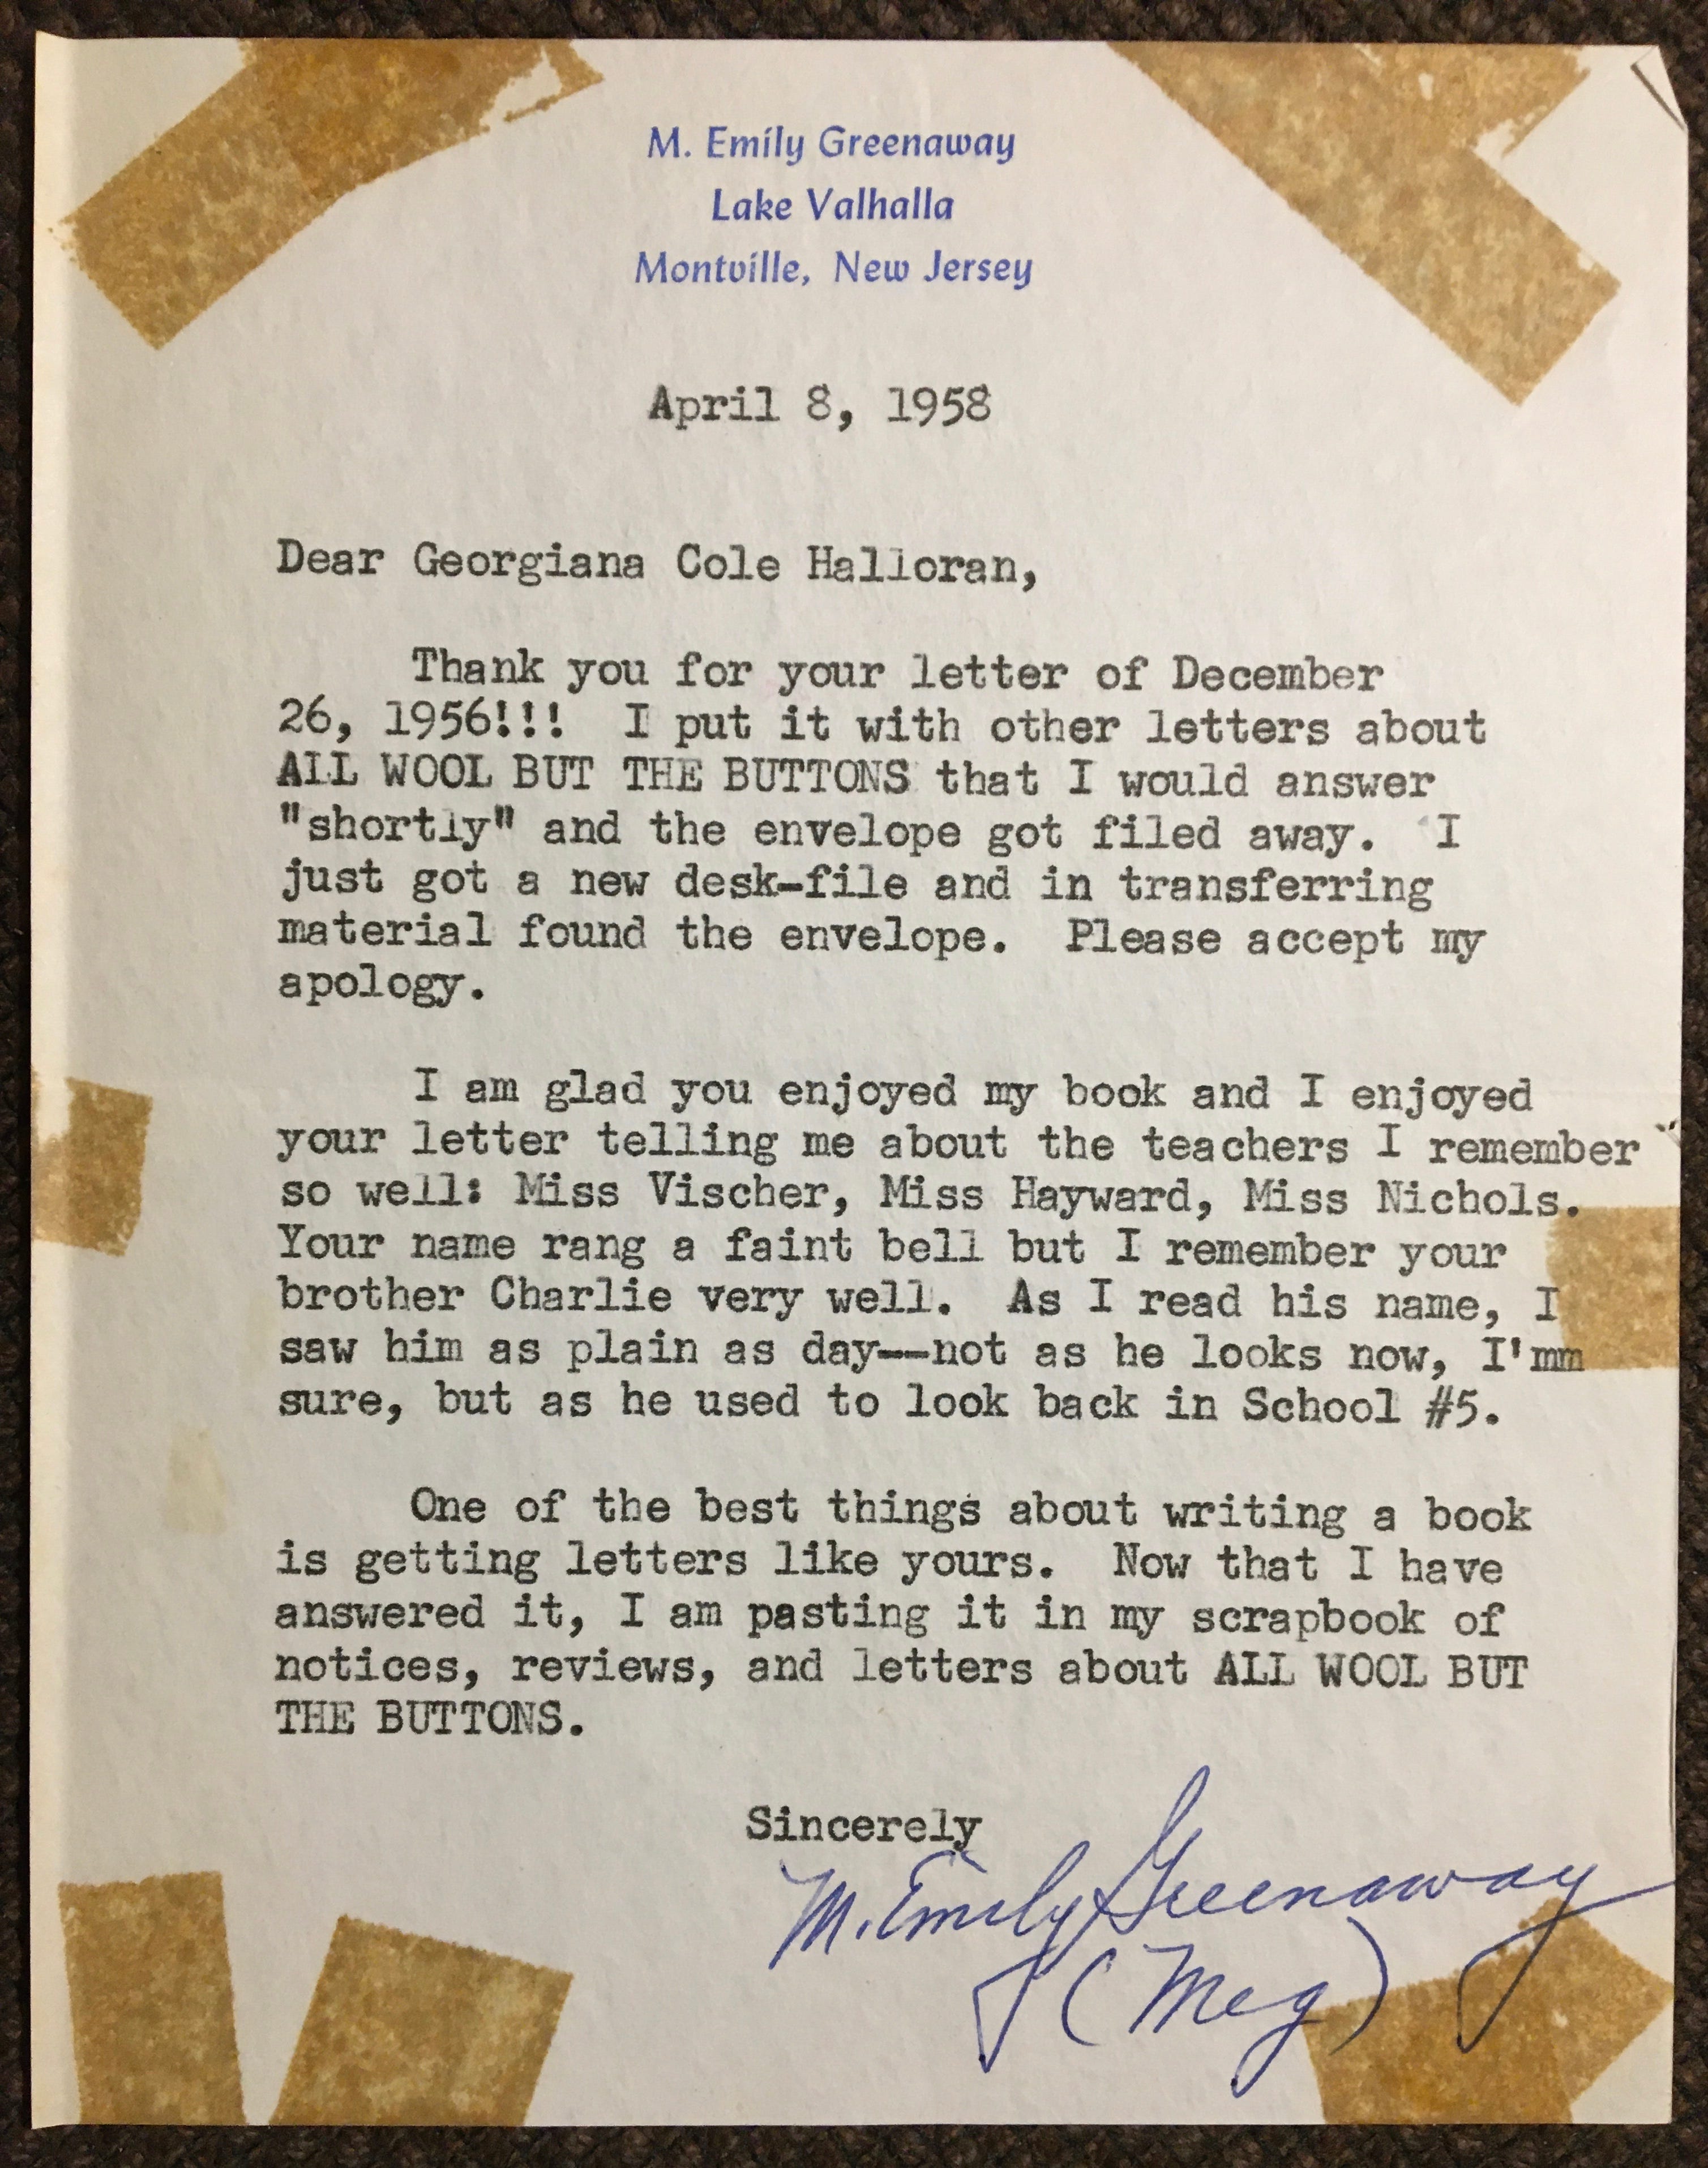 M. Emily Greenaway
Lake Valhalla
Montville, New Jersey
April 8, 1958
Dear Georgiana Cole Halloran,
Thank you for your letter of December
26, 1956!!! I put it with other letters about
ALL WOOL BUT THE BUTTONS that I would answer
"shortly" and the envelope got filed away. I
just got a new desk-file and in transferring
material found the envelope. Please accept my
apology.
I am glad you enjoyed my book and I enjoyed
your letter telling me about the teachers I remember
so well: Miss Vischer, Miss Hayward, Miss Nichols.
Your name rang a faint bell but I remember your
brother Charlie very well. As I read his name, I
saw him as plain as day--not as he looks now, I'mm
sure, but as he used to look back in School #5.
One of the best things about writing a book
is getting letters like yours. Now that I have
answered it, I am pasting it in my scrapbook of
notices, reviews, and letters about ALL WOOL BUT
THE BUTTONS.
Sincerely
M. Emily Greenaway
(Meg)